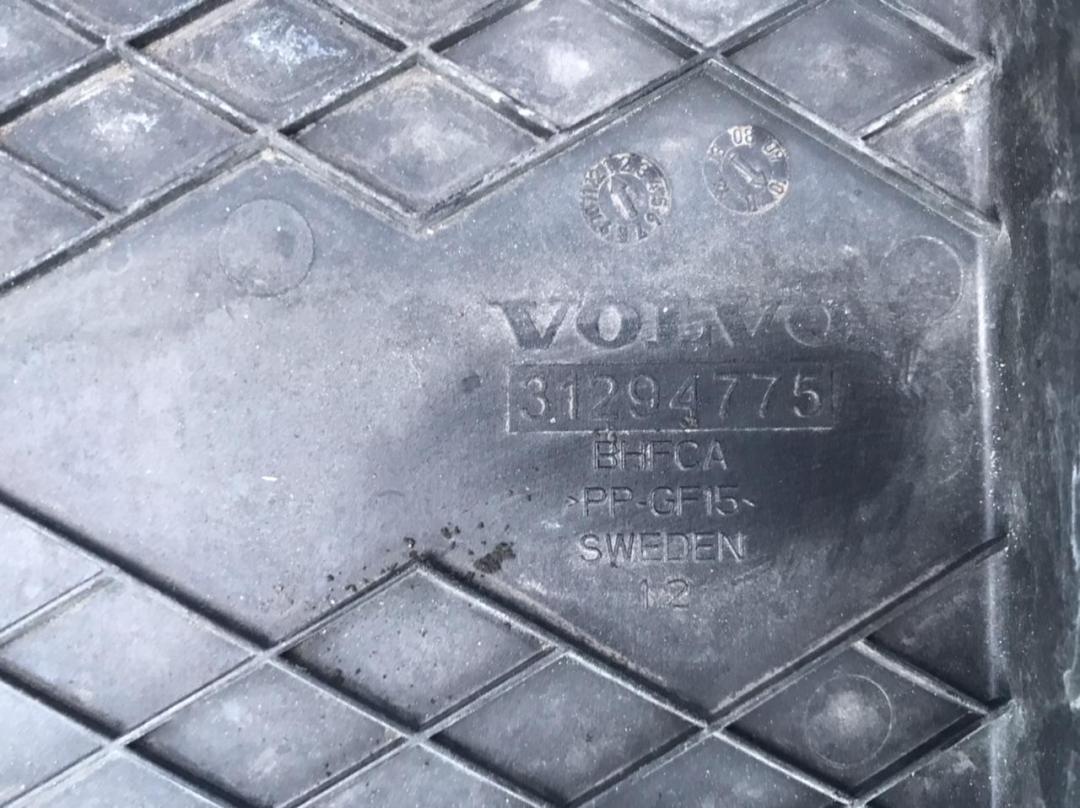 VOLVO
31294775
BHFCA
>PP-GF15<
SWEDEN
1 2